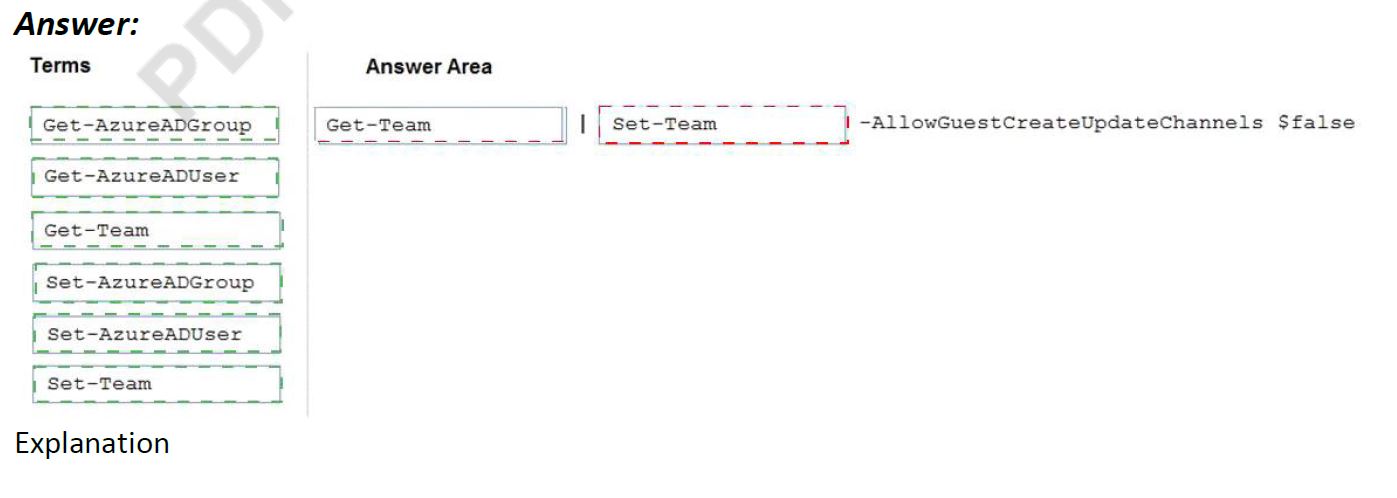 Answer:
Terms Answer Area
Get-AzureADGroup Get-Team | Set-Team -AllowGuestCreateUpdateChannels $false
Get-AzureADUser
Get-Team
Set-AzureADGroup
Set-AzureADUser
Set-Team
Explanation